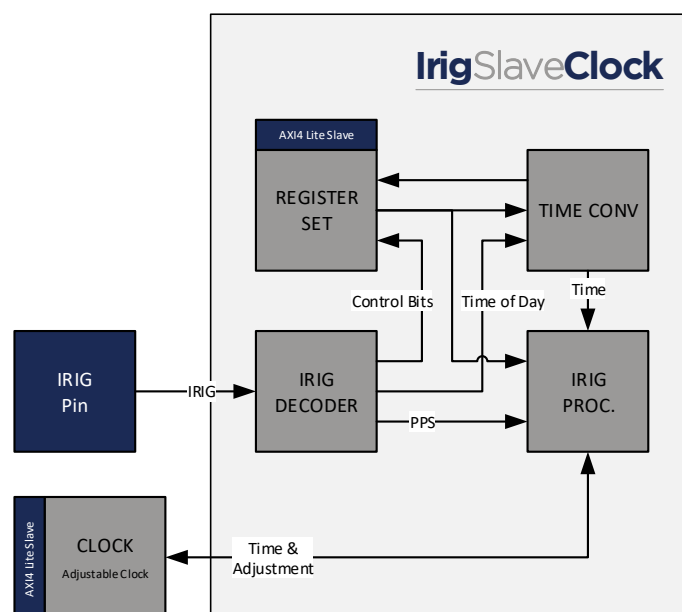 IrigSlaveClock
AXI4 Lite Slave
REGISTER
SET
TIME CONV
Control Bits
Time of Day
Time
IRIG
Pin
IRIG
IRIG
DECODER
PPS
IRIG
PROC.
AXI4 Lite Slave
CLOCK
Adjustable Clock
Time &
Adjustment